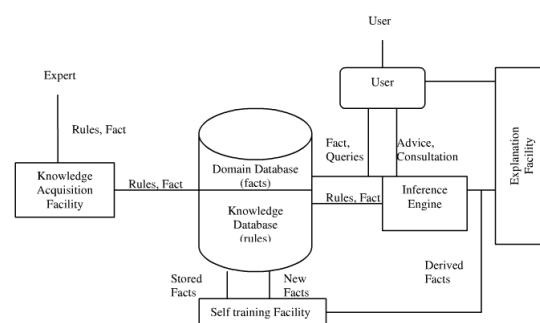 User
User
Expert
Rules, Fact
Fact,
Queries
Advice,
Consultation
Explanation
Facility
Knowledge
Acquisition
Facility
Rules, Fact
Domain Database
(facts)
Knowledge
Database
(rules)
Rules, Fact
Inference
Engine
Stored
Facts
New
Facts
Derived
Facts
Self training Facility